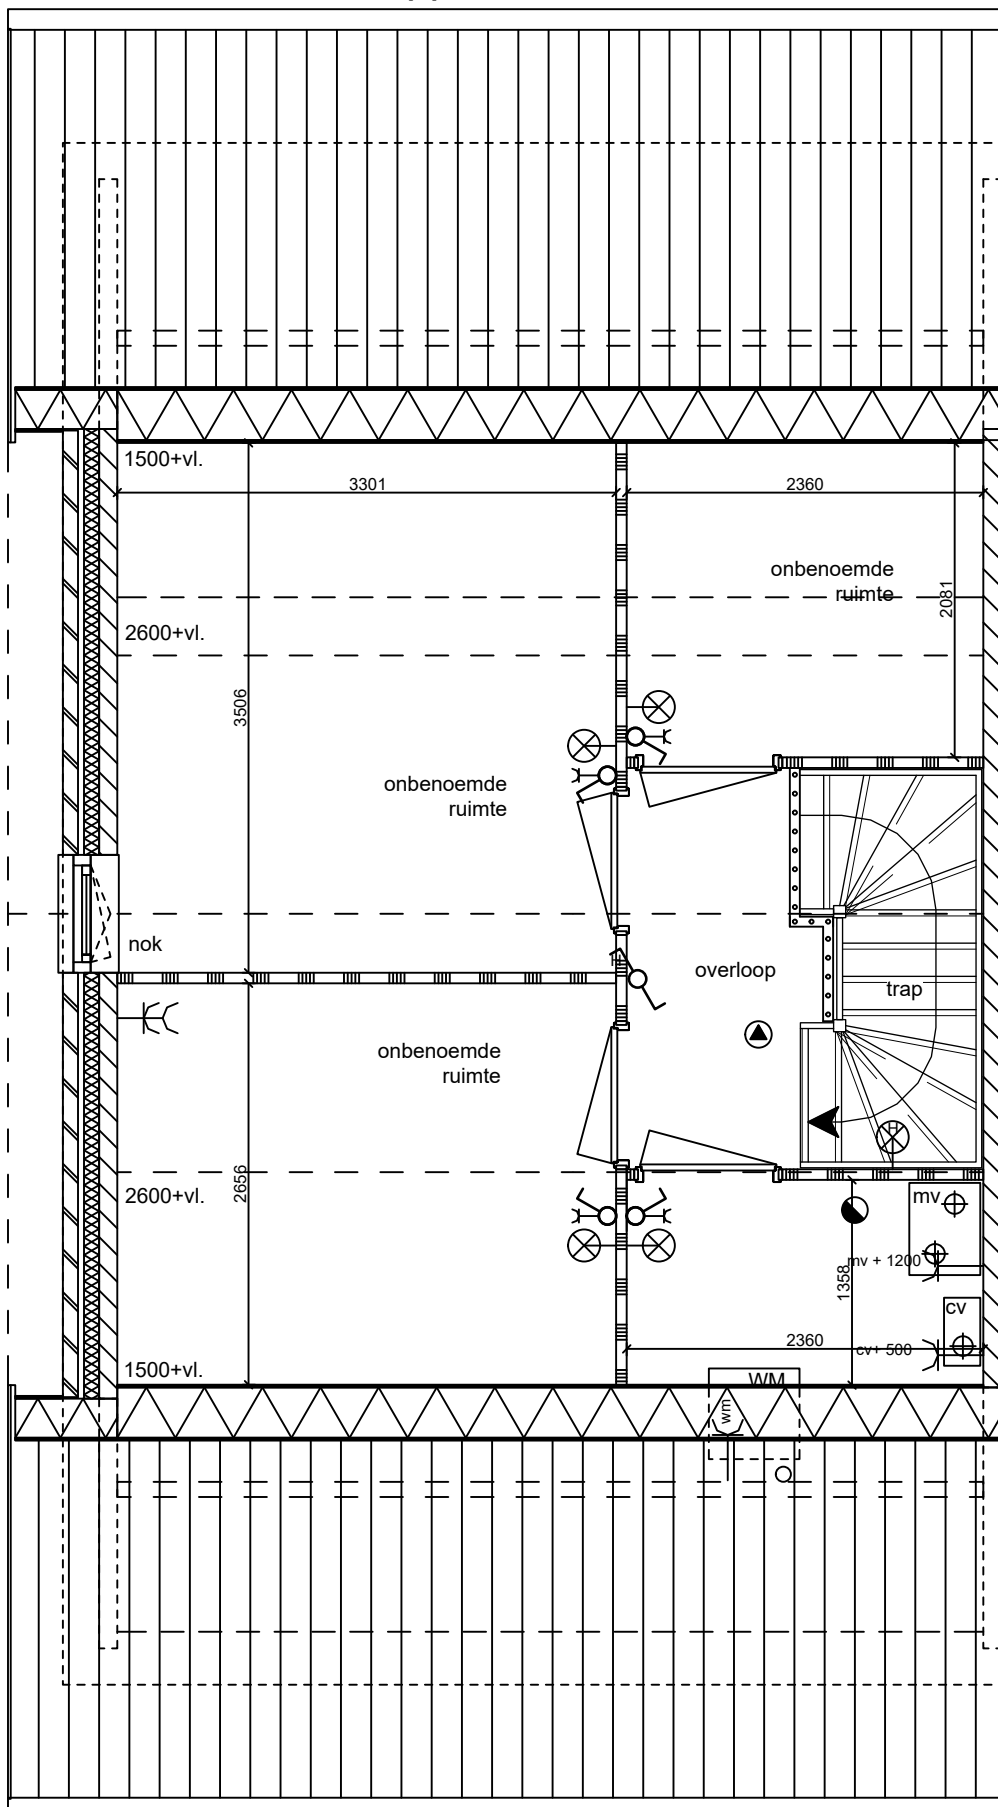 1500+vl.
3301
2360
onbenoemde
ruimte
2081
2600+vl.
3506
onbenoemde
ruimte
nok
overloop
trap
onbenoemde
ruimte
H
2656
2600+vl.
mv
mv + 1200
1358
cv
2360
cv+ 500
1500+vl.
WM
wm